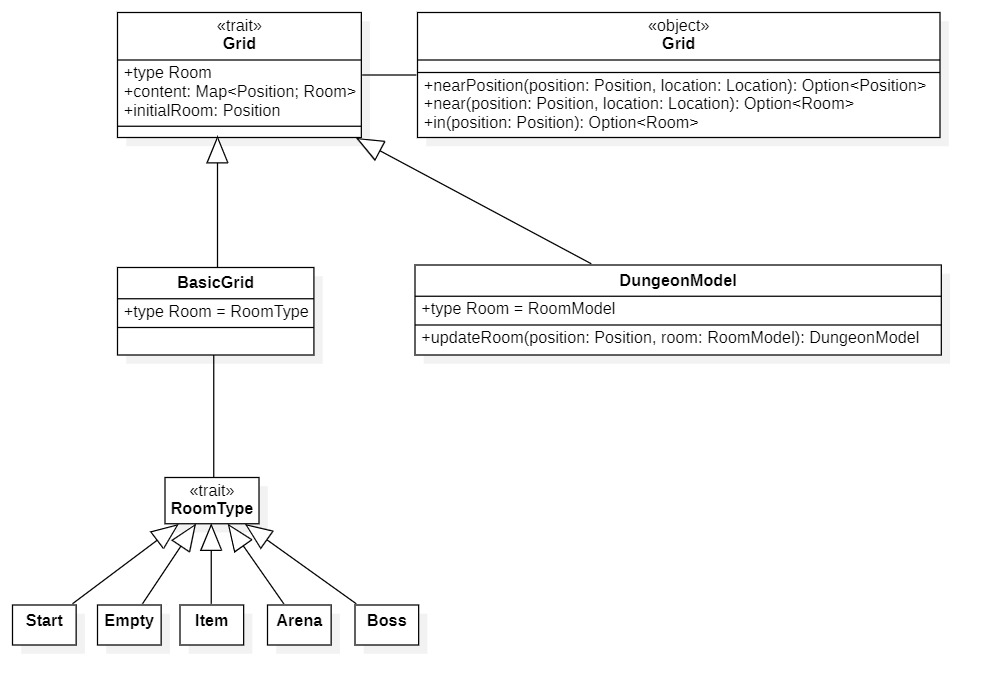 «trait»
Grid
+type Room
+content: Map<Position; Room>
+initialRoom: Position
«object»
Grid
+nearPosition(position: Position, location: Location): Option<Position>
+near(position: Position, location: Location): Option<Room>
+in(position: Position): Option<Room>
BasicGrid
+type Room = RoomType
DungeonModel
+type Room = RoomModel
+updateRoom(position: Position, room: RoomModel): DungeonModel
«trait»
RoomType
Start
Empty
Item
Arena
Boss